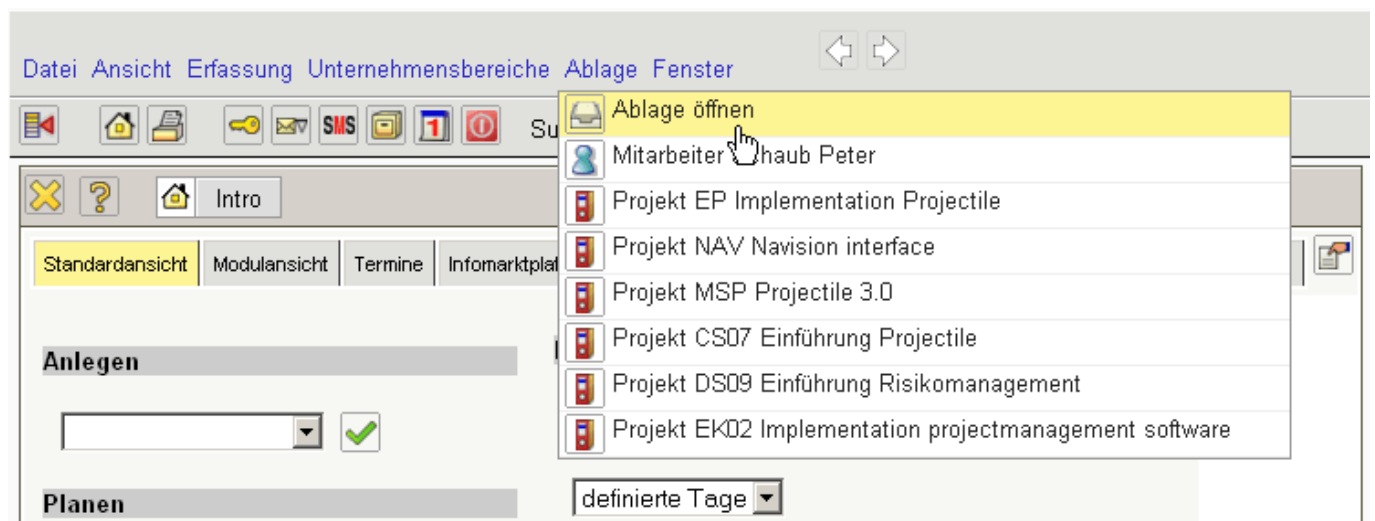 Datei Ansicht Erfassung Unternehmensbereiche Ablage Fenster
SMS 1 Su
Ablage öffnen
Mitarbeiter haub Peter
Projekt EP Implementation Projectile
Projekt NAV Navision interface
Projekt MSP Projectile 3.0
Projekt CS07 Einführung Projectile
Projekt DS09 Einführung Risikomanagement
Projekt EK02 Implementation projectmanagement software
Intro
Standardansicht Modulansicht Termine Infomarktplat
Anlegen
Planen
definierte Tage